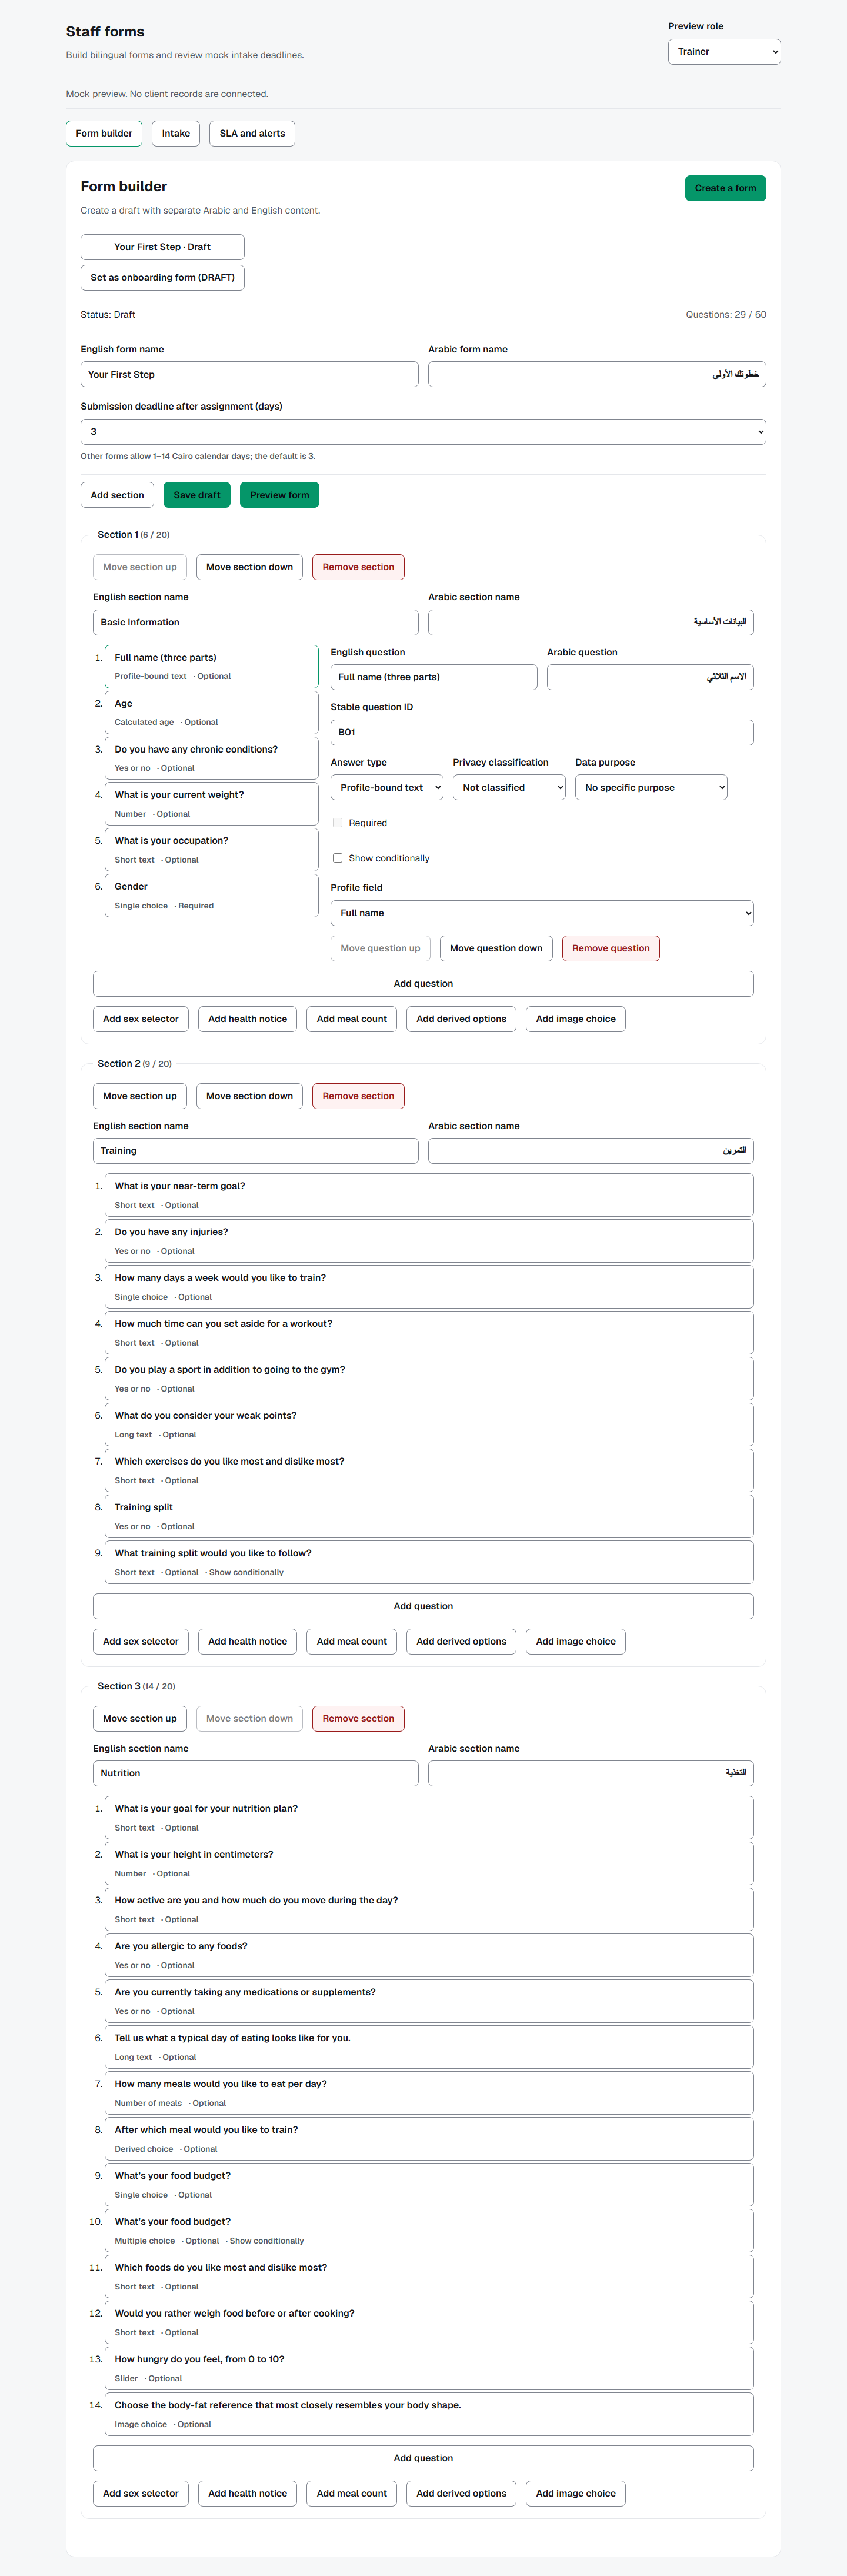 Staff forms
Build bilingual forms and review mock intake deadlines.
Preview role
Trainer
Mock preview. No client records are connected.
Form builder
Intake
SLA and alerts
Form builder
Create a draft with separate Arabic and English content.
Create a form
Your First Step · Draft
Set as onboarding form (DRAFT)
Status: Draft
Questions: 29 / 60
English form name
Arabic form name
Your First Step
خطوتك الأولى
Submission deadline after assignment (days)
3
Other forms allow 1–14 Cairo calendar days; the default is 3.
Add section
Save draft
Preview form
Section 1 (6 / 20)
Move section up
Move section down
Remove section
English section name
Arabic section name
Basic Information
البيانات الأساسية
1. Full name (three parts)
Profile-bound text · Optional
2. Age
Calculated age · Optional
3. Do you have any chronic conditions?
Yes or no · Optional
4. What is your current weight?
Number · Optional
5. What is your occupation?
Short text · Optional
6. Gender
Single choice · Required
English question
Arabic question
Full name (three parts)
الاسم الثلاثي
Stable question ID
B01
Answer type
Privacy classification
Data purpose
Profile-bound text
Not classified
No specific purpose
Required
Show conditionally
Profile field
Full name
Move question up
Move question down
Remove question
Add question
Add sex selector
Add health notice
Add meal count
Add derived options
Add image choice
Section 2 (9 / 20)
Move section up
Move section down
Remove section
English section name
Arabic section name
Training
التمرين
1. What is your near-term goal?
Short text · Optional
2. Do you have any injuries?
Yes or no · Optional
3. How many days a week would you like to train?
Single choice · Optional
4. How much time can you set aside for a workout?
Short text · Optional
5. Do you play a sport in addition to going to the gym?
Yes or no · Optional
6. What do you consider your weak points?
Long text · Optional
7. Which exercises do you like most and dislike most?
Short text · Optional
8. Training split
Yes or no · Optional
9. What training split would you like to follow?
Short text · Optional · Show conditionally
Add question
Add sex selector
Add health notice
Add meal count
Add derived options
Add image choice
Section 3 (14 / 20)
Move section up
Move section down
Remove section
English section name
Arabic section name
Nutrition
التغذية
1. What is your goal for your nutrition plan?
Short text · Optional
2. What is your height in centimeters?
Number · Optional
3. How active are you and how much do you move during the day?
Short text · Optional
4. Are you allergic to any foods?
Yes or no · Optional
5. Are you currently taking any medications or supplements?
Yes or no · Optional
6. Tell us what a typical day of eating looks like for you.
Long text · Optional
7. How many meals would you like to eat per day?
Number of meals · Optional
8. After which meal would you like to train?
Derived choice · Optional
9. What's your food budget?
Single choice · Optional
10. What's your food budget?
Multiple choice · Optional · Show conditionally
11. Which foods do you like most and dislike most?
Short text · Optional
12. Would you rather weigh food before or after cooking?
Short text · Optional
13. How hungry do you feel, from 0 to 10?
Slider · Optional
14. Choose the body-fat reference that most closely resembles your body shape.
Image choice · Optional
Add question
Add sex selector
Add health notice
Add meal count
Add derived options
Add image choice